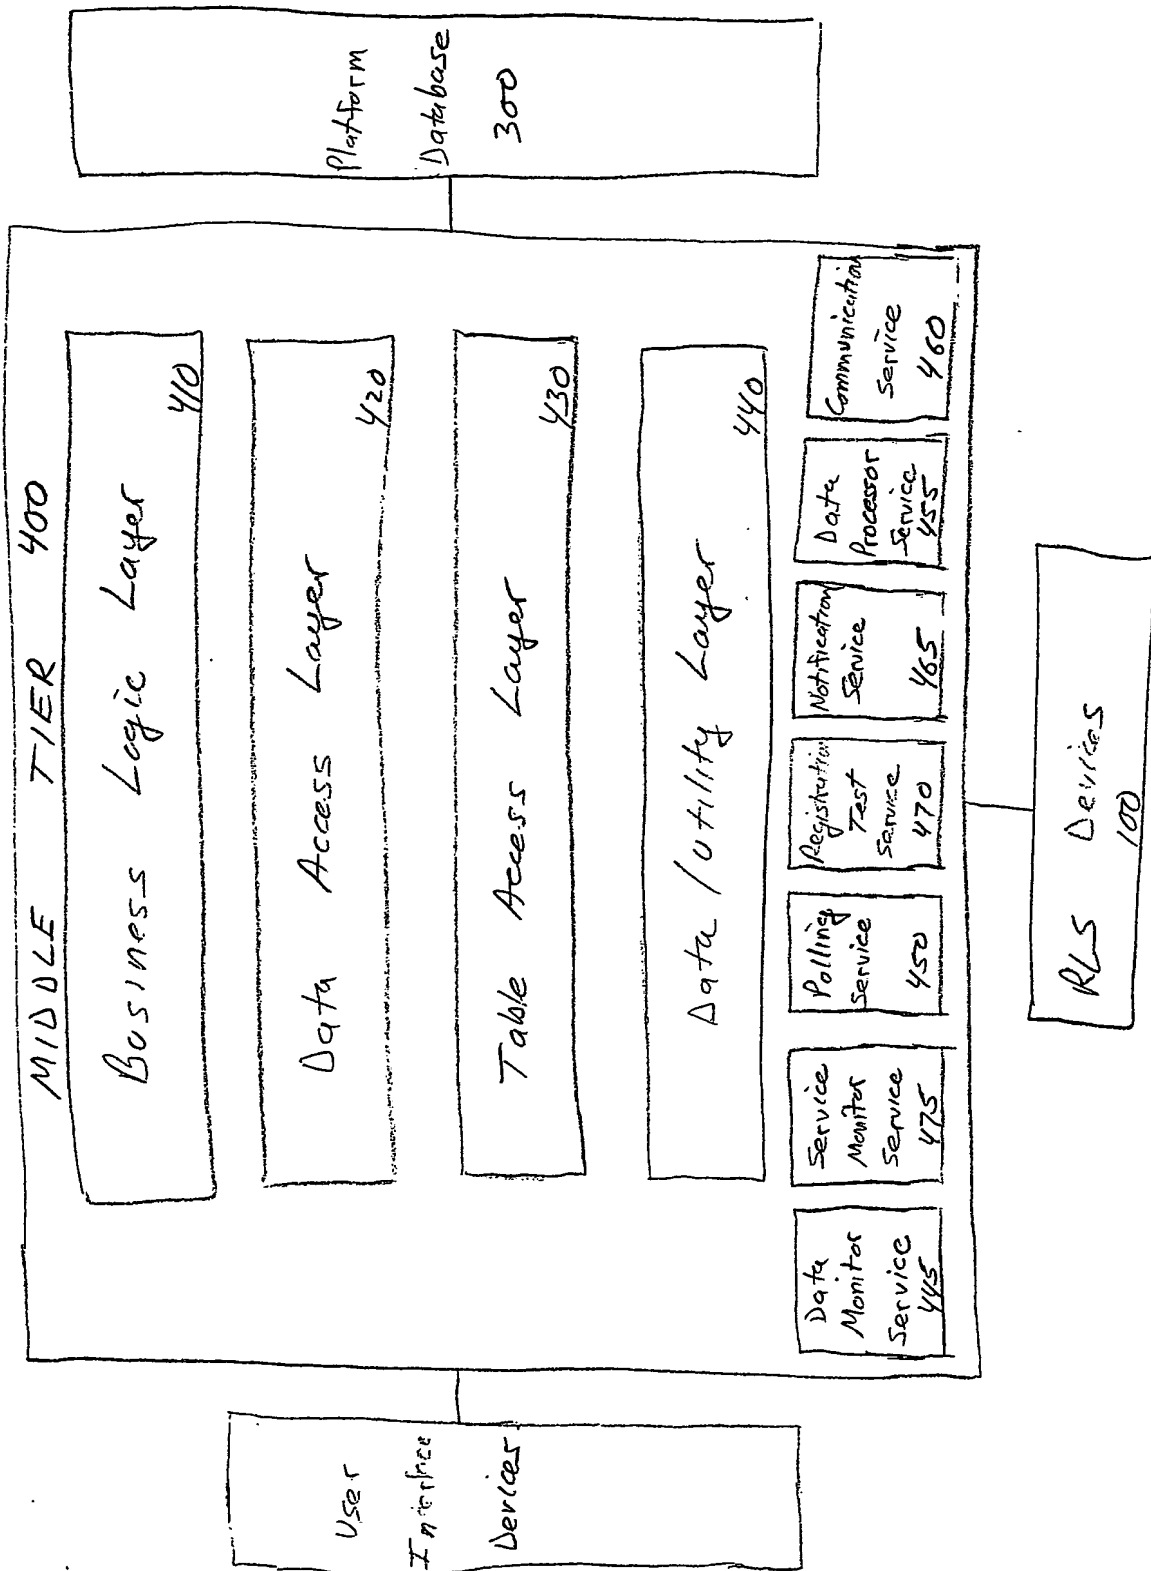 MIDDLE TIER 400
Business Logic Layer
410
Data Access Layer
420
Table Access Layer
430
Data/Utility Layer
440
Data
Monitor
Service
445
Service
Monitor
Service
475
Polling
Service
450
Registration
Test
Service
470
Notification
Service
465
Data
Processor
Service
455
Communication
Service
460
User
Interface
Devices
Platform
Database
300
RLS Devices
100